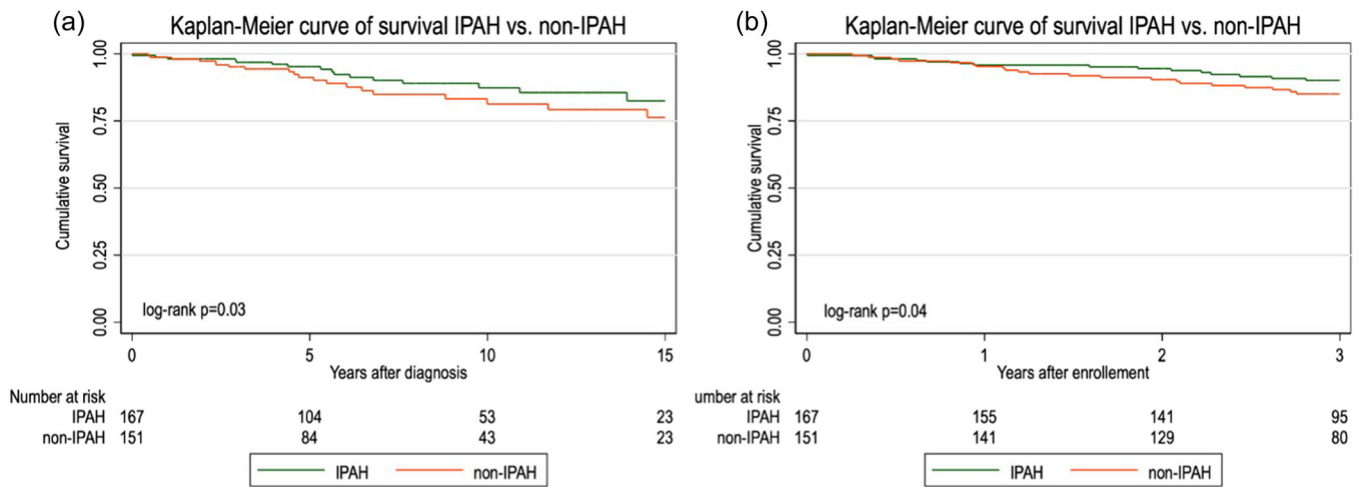 (a)
Kaplan-Meier curve of survival IPAH vs. non-IPAH
Cumulative survival
1.00
0.75
0.50
0.25
0.00
log-rank p=0.03
0 5 10 15
Years after diagnosis
Number at risk
IPAH 167 104 53 23
non-IPAH 151 84 43 23
IPAH non-IPAH
(b)
Kaplan-Meier curve of survival IPAH vs. non-IPAH
Cumulative survival
1.00
0.75
0.50
0.25
0.00
log-rank p=0.04
0 1 2 3
Years after enrollement
umber at risk
IPAH 167 155 141 95
non-IPAH 151 141 129 80
IPAH non-IPAH